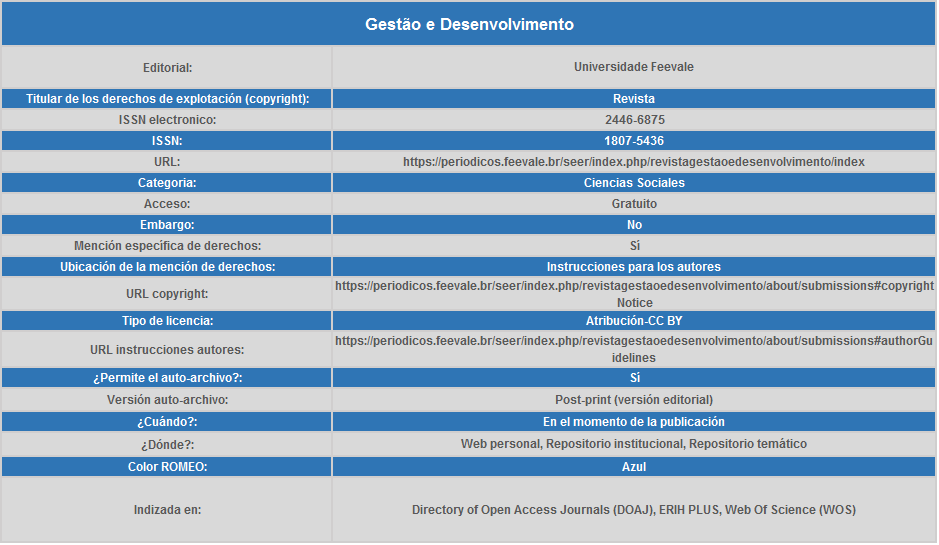 Gestão e Desenvolvimento
Editorial: Universidade Feevale
Titular de los derechos de explotación (copyright): Revista
ISSN electronico: 2446-6875
ISSN: 1807-5436
URL: https://periodicos.feevale.br/seer/index.php/revistagestaoedesenvolvimento/index
Categoria: Ciencias Sociales
Acceso: Gratuito
Embargo: No
Mención específica de derechos: Sí
Ubicación de la mención de derechos: Instrucciones para los autores
URL copyright: https://periodicos.feevale.br/seer/index.php/revistagestaoedesenvolvimento/about/submissions#copyright
Notice
Tipo de licencia: Atribución-CC BY
URL instrucciones autores: https://periodicos.feevale.br/seer/index.php/revistagestaoedesenvolvimento/about/submissions#authorGu
idelines
¿Permite el auto-archivo?: Sí
Versión auto-archivo: Post-print (versión editorial)
¿Cuándo?: En el momento de la publicación
¿Dónde?: Web personal, Repositorio institucional, Repositorio temático
Color ROMEO: Azul
Indizada en: Directory of Open Access Journals (DOAJ), ERIH PLUS, Web Of Science (WOS)